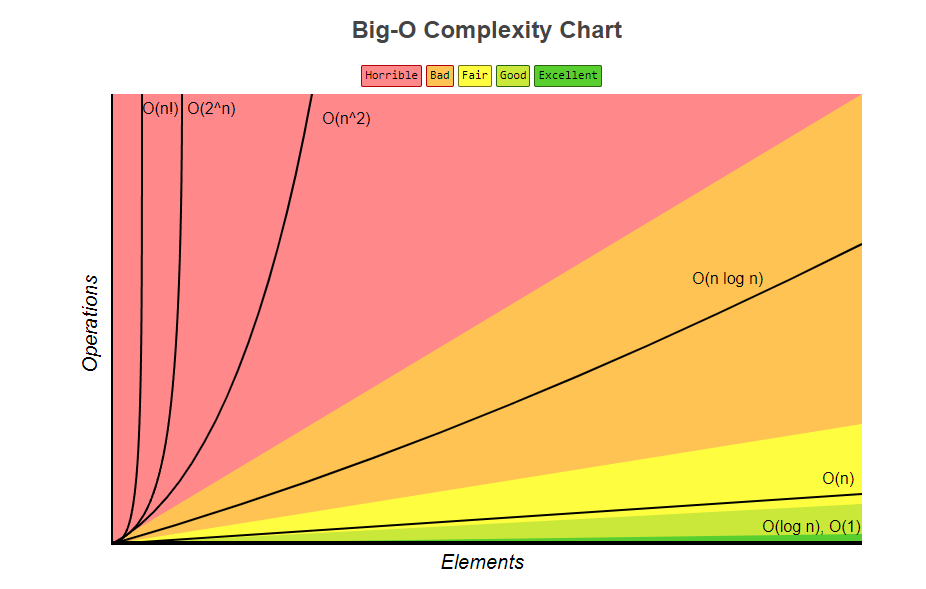 Big-O Complexity Chart
Horrible Bad Fair Good Excellent
O(n!) O(2^n)
O(n^2)
O(n log n)
Operations
O(n)
O(log n), O(1)
Elements